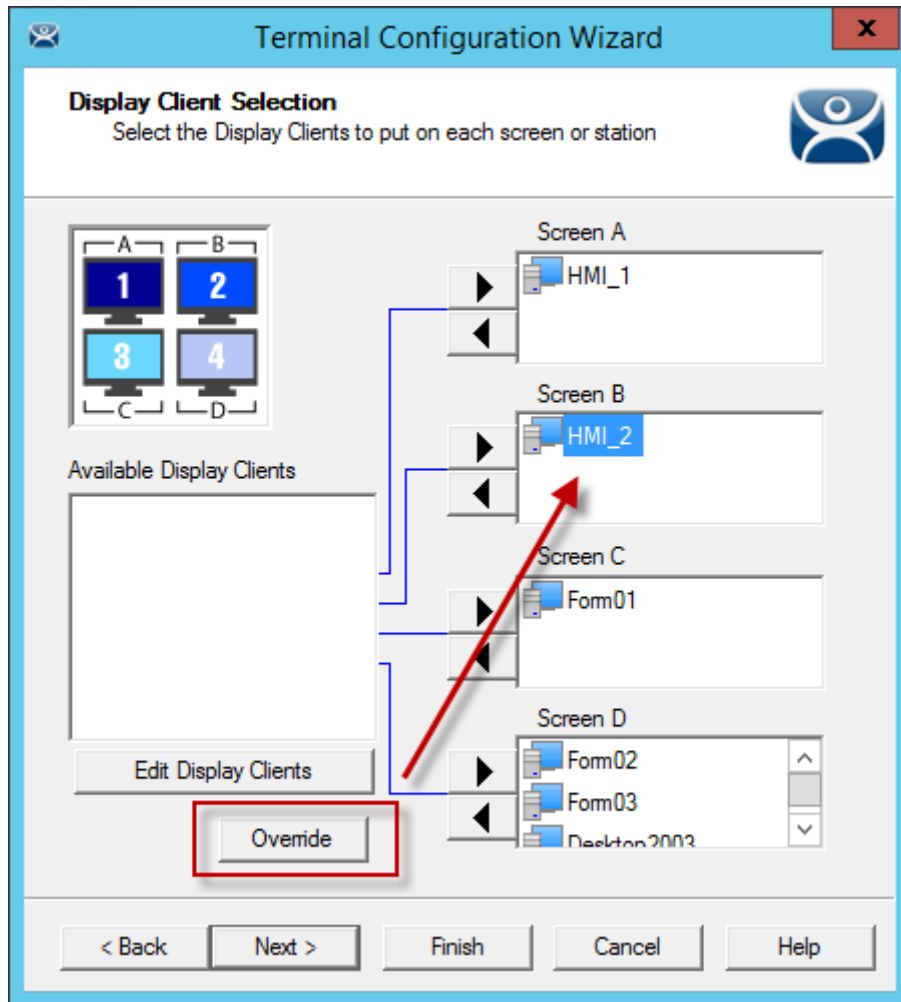 Terminal Configuration Wizard
x
Display Client Selection
Select the Display Clients to put on each screen or station
A B
1 2
3 4
C D
Screen A
HMI_1
Screen B
HMI_2
Available Display Clients
Screen C
Form01
Screen D
Form02
Form03
Desktop2003
Edit Display Clients
Override
< Back Next > Finish Cancel Help